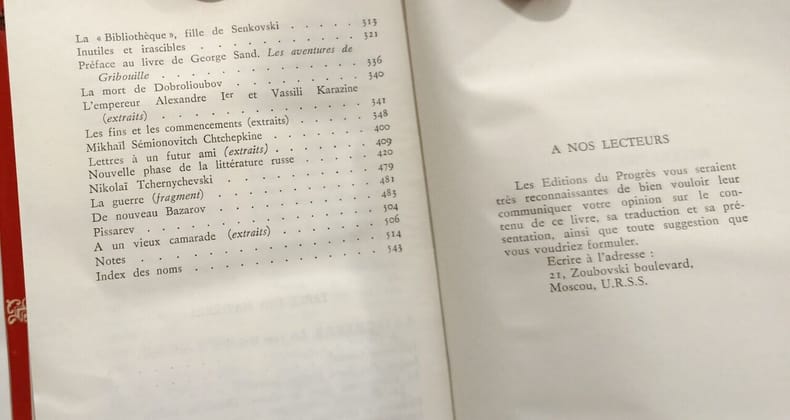 La « Bibliothèque », fille de Senkovski . . . . . 313
Inutiles et irascibles . . . . . . . . . . 321
Préface au livre de George Sand. Les aventures de
Gribouille . . . . . . . . . . . . . 336
La mort de Dobrolioubov . . . . . . . . 340
L'empereur Alexandre Ier et Vassili Karazine
(extraits) . . . . . . . . . . . . . 341
Les fins et les commencements (extraits) . . . . . 348
Mikhaïl Sémionovitch Chtchepkine . . . . . . 400
Lettres à un futur ami (extraits) . . . . . . . 409
Nouvelle phase de la littérature russe . . . . . 420
Nikolaï Tchernychevski . . . . . . . . . 479
La guerre (fragment) . . . . . . . . . . 481
De nouveau Bazarov . . . . . . . . . . 483
Pissarev . . . . . . . . . . . . . . 504
A un vieux camarade (extraits) . . . . . . . 506
Notes . . . . . . . . . . . . . . . 514
Index des noms . . . . . . . . . . . . 543
A NOS LECTEURS
Les Editions du Progrès vous seraient
très reconnaissantes de bien vouloir leur
communiquer votre opinion sur le con-
tenu de ce livre, sa traduction et sa pré-
sentation, ainsi que toute suggestion que
vous voudriez formuler.
Ecrire à l'adresse :
21, Zoubovski boulevard,
Moscou, U.R.S.S.